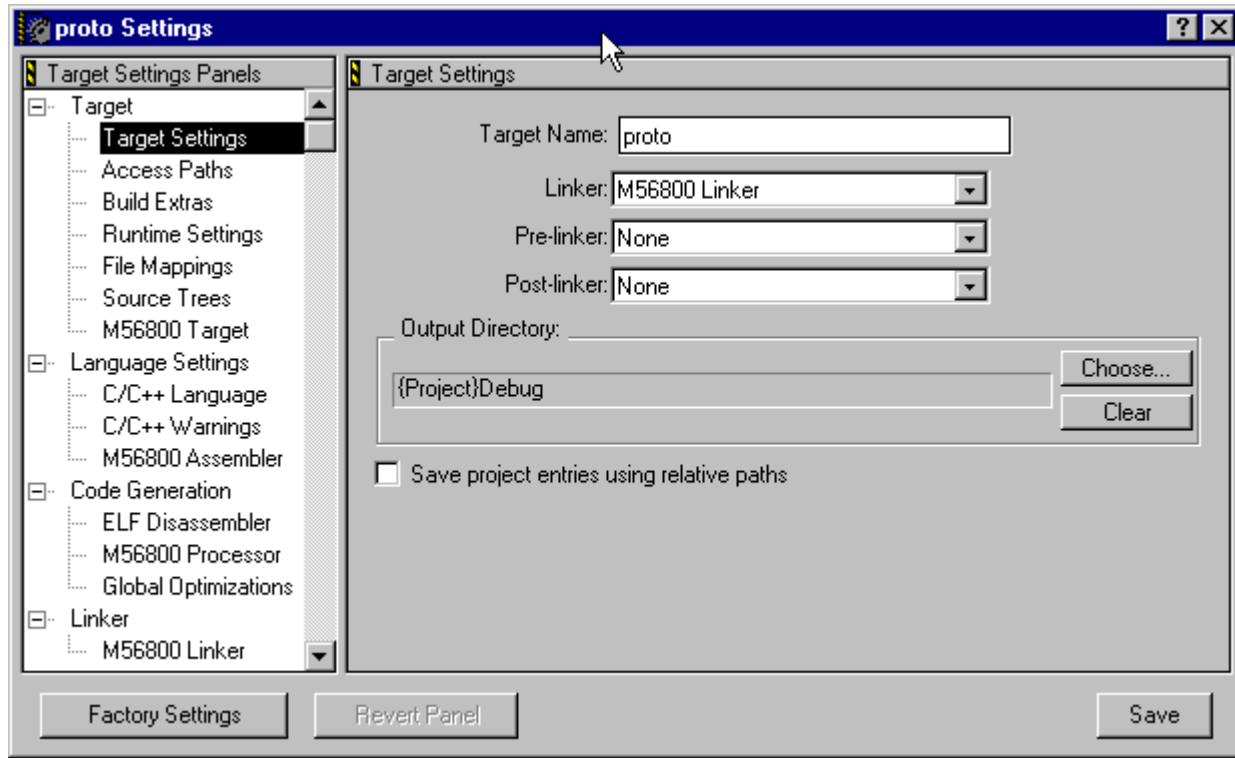 proto Settings
Target Settings Panels
Target
Target Settings
Access Paths
Build Extras
Runtime Settings
File Mappings
Source Trees
M56800 Target
Language Settings
C/C++ Language
C/C++ Warnings
M56800 Assembler
Code Generation
ELF Disassembler
M56800 Processor
Global Optimizations
Linker
M56800 Linker
Target Settings
Target Name: proto
Linker: M56800 Linker
Pre-linker: None
Post-linker: None
Output Directory:
{Project}Debug
Choose...
Clear
Save project entries using relative paths
Factory Settings
Revert Panel
Save